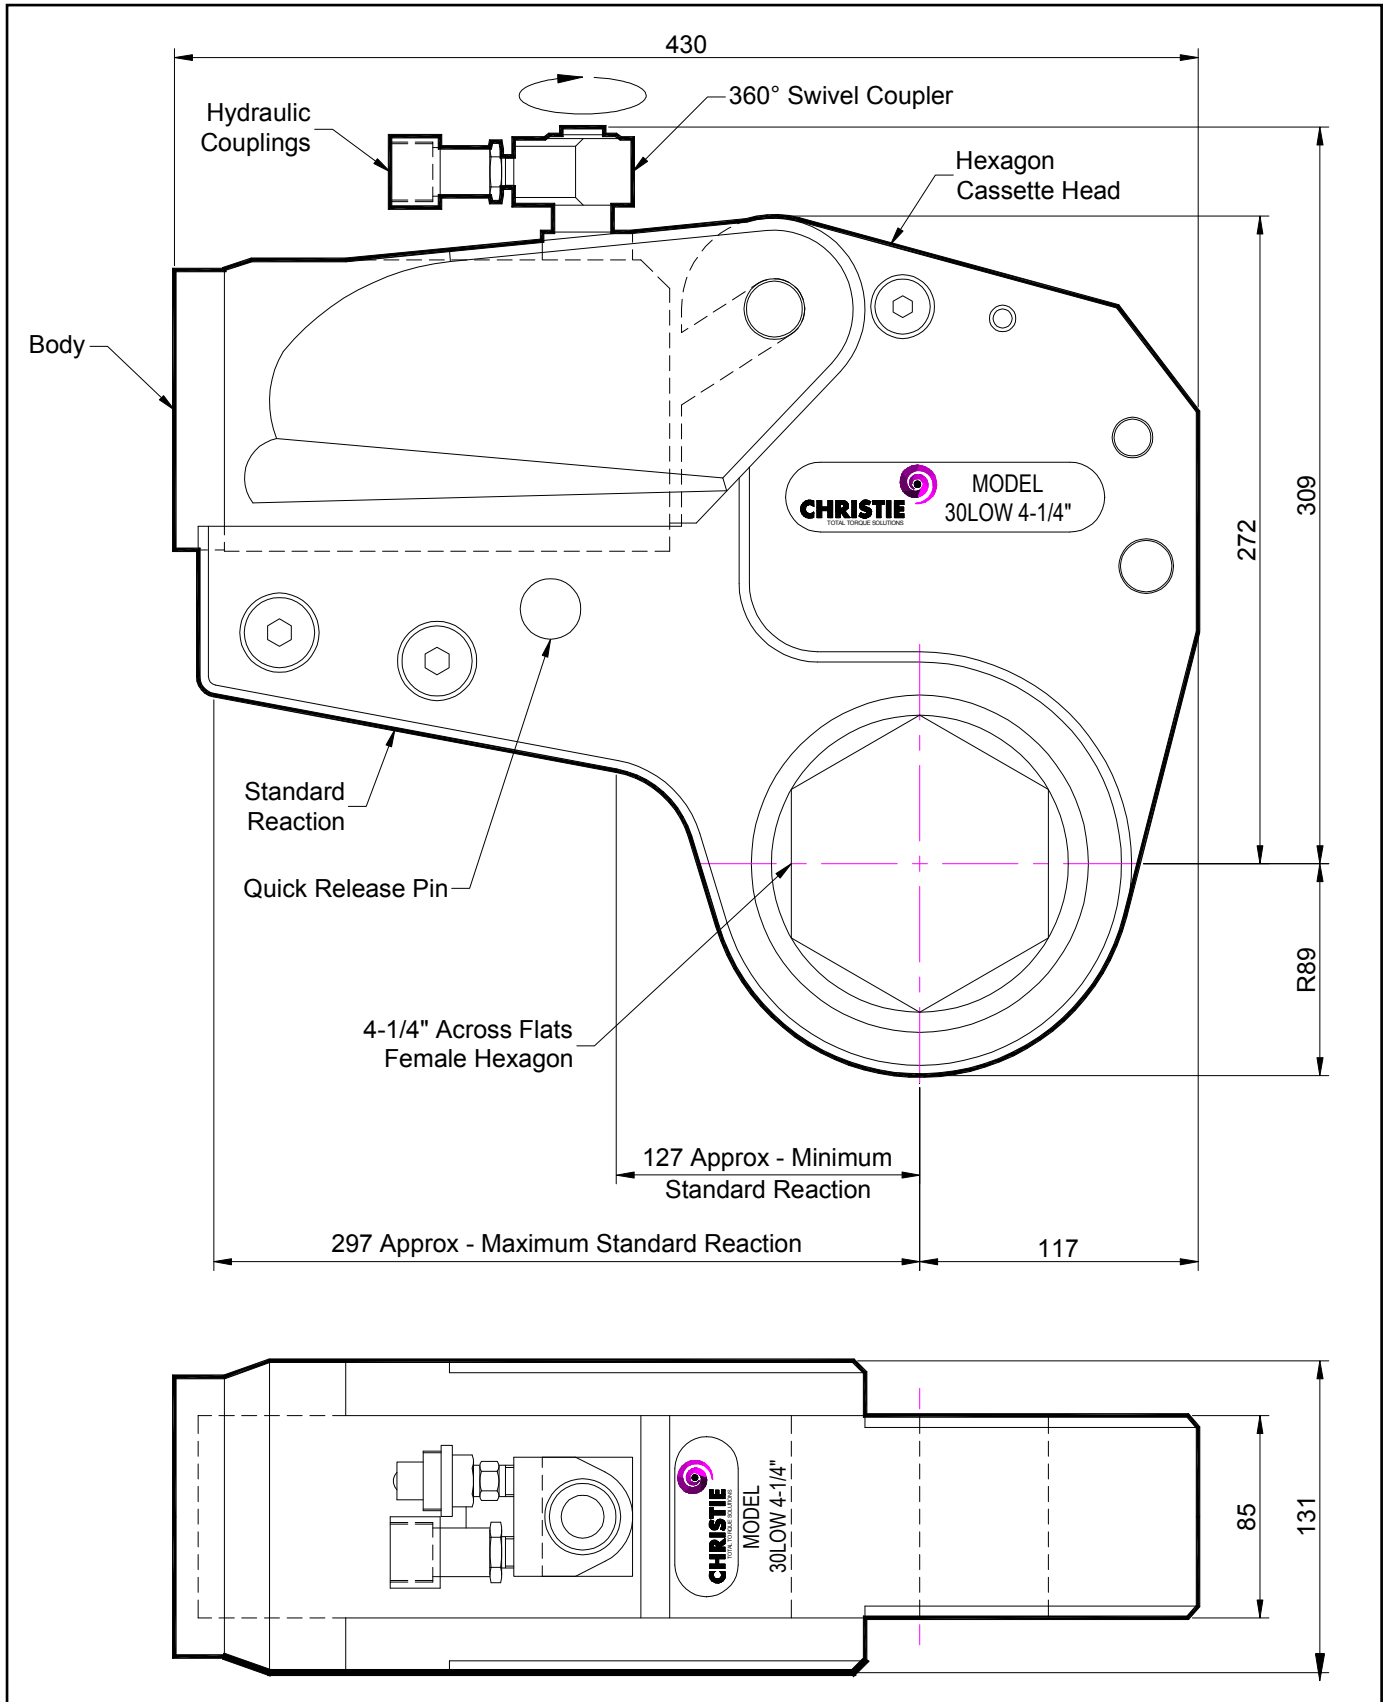 430
360° Swivel Coupler
Hydraulic
Couplings
Hexagon
Cassette Head
Body
MODEL
30LOW 4-1/4"
CHRISTIE
TOTAL TORQUE SOLUTIONS
309
272
Standard
Reaction
Quick Release Pin
R89
4-1/4" Across Flats
Female Hexagon
127 Approx - Minimum
Standard Reaction
297 Approx - Maximum Standard Reaction
117
CHRISTIE
TOTAL TORQUE SOLUTIONS
MODEL
30LOW 4-1/4"
85
131